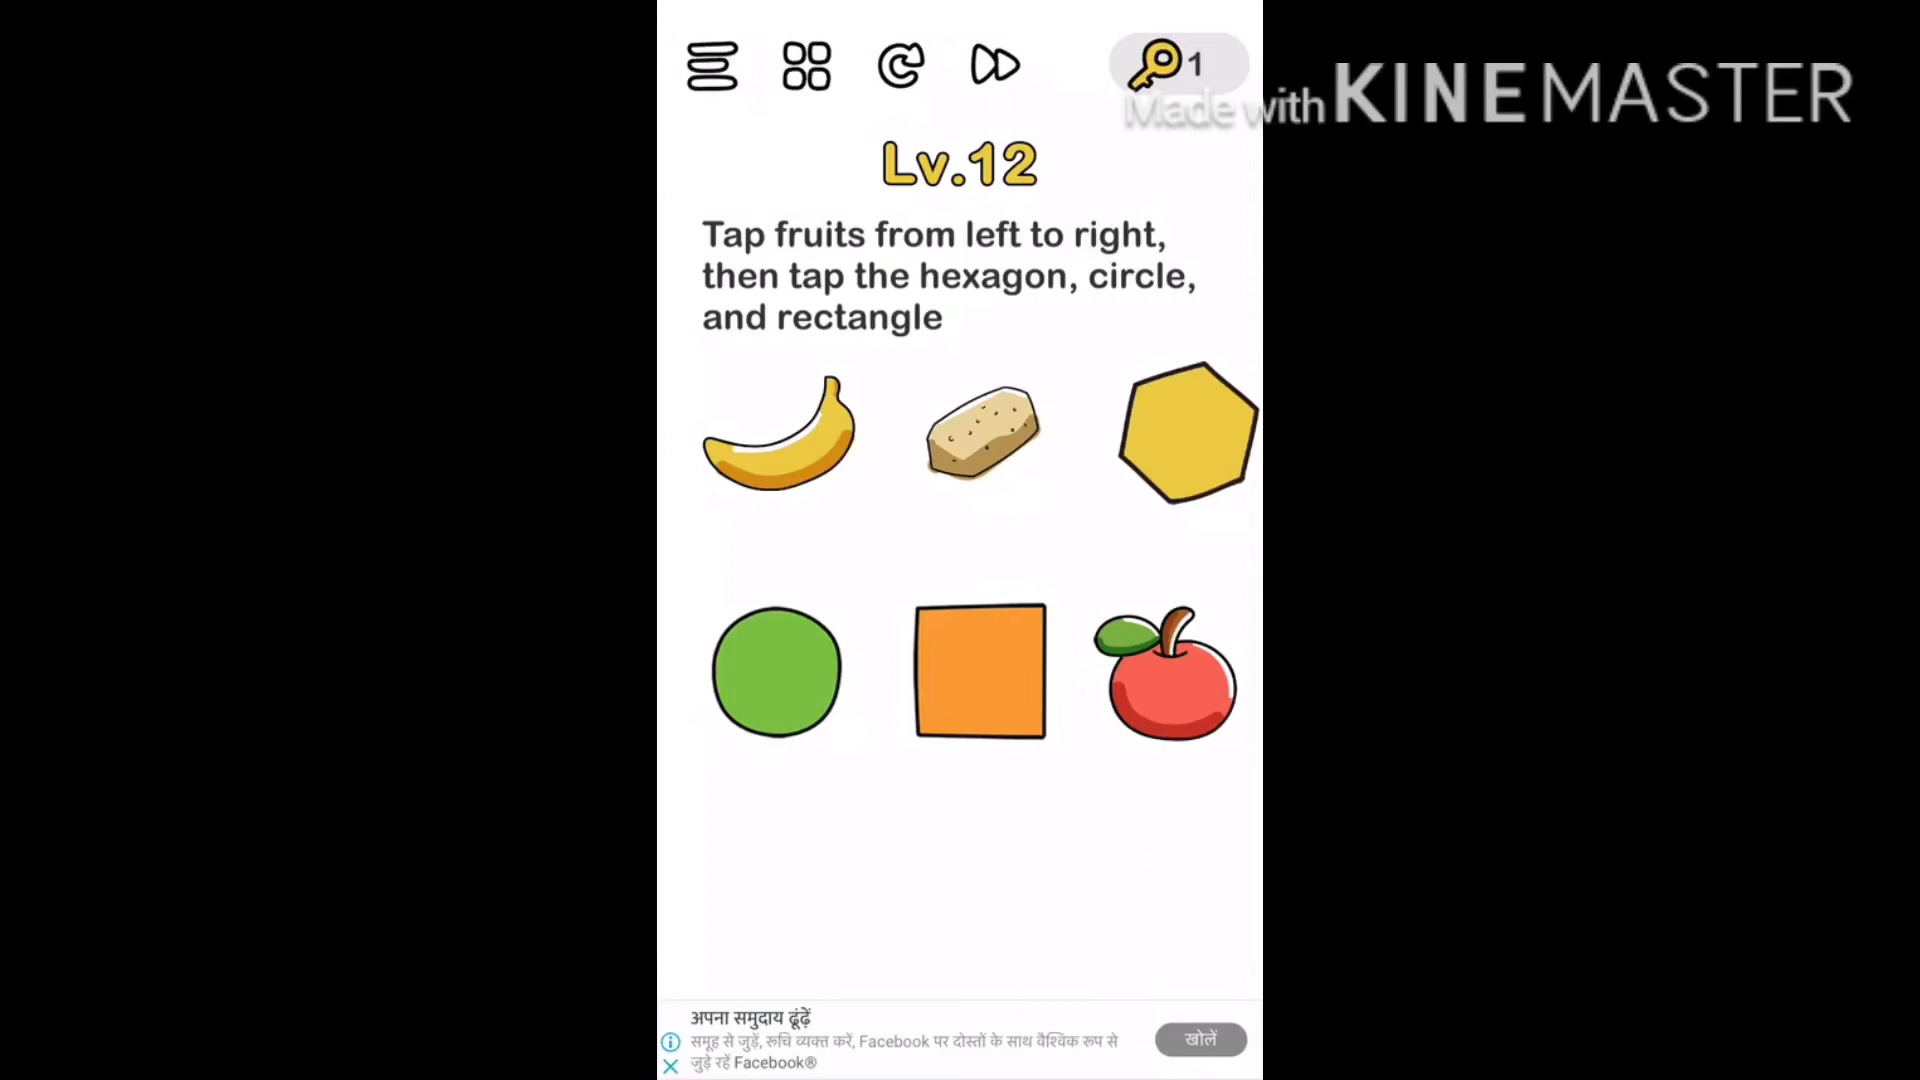 1
Made with KINEMASTER
Lv.12
Tap fruits from left to right,
then tap the hexagon, circle,
and rectangle
अपना समुदाय ढूंढ़ें
समूह से जुड़ें, रूचि व्यक्त करें, Facebook पर दोस्तों के साथ वैश्विक रूप से
जुड़े रहें Facebook®
खोलें